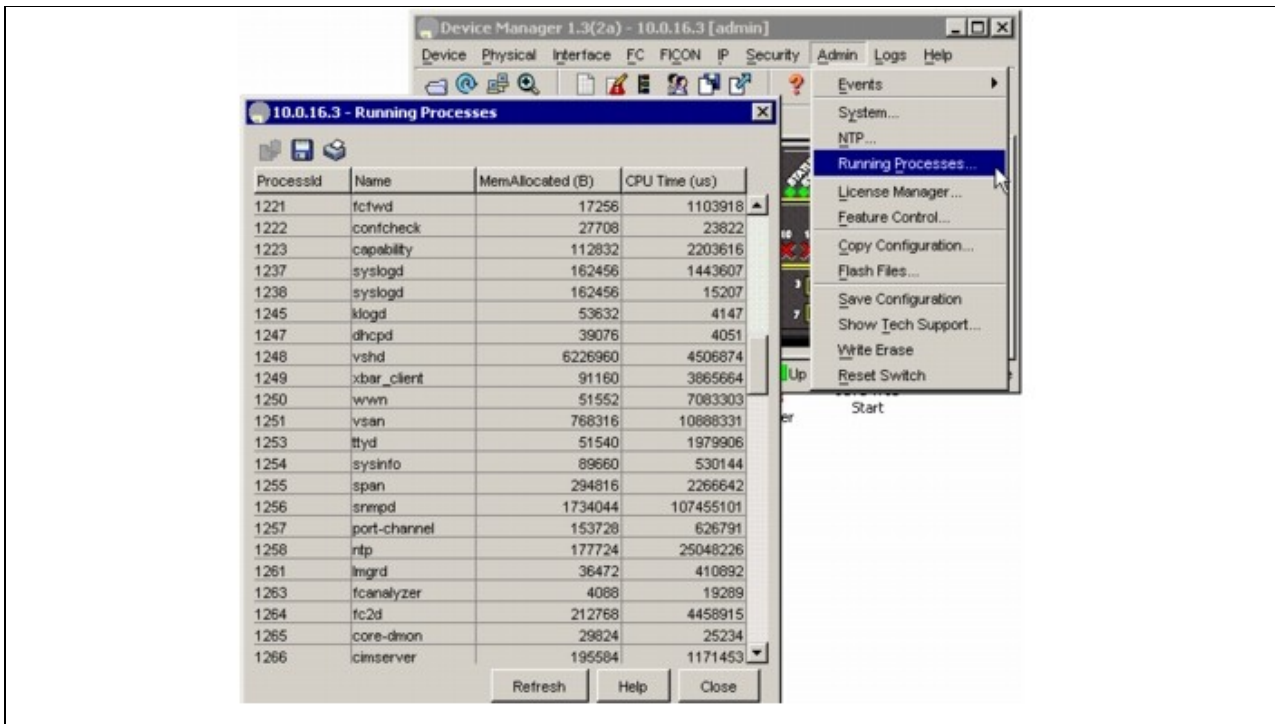 Device Manager 1.3(2a) - 10.0.16.3 [admin]
Device Physical Interface FC FICON IP Security Admin Logs Help
Events
System...
NTP...
Running Processes...
License Manager...
Feature Control...
Copy Configuration...
Flash Files...
Save Configuration
Show Tech Support...
Write Erase
Reset Switch
Up
Start
10.0.16.3 - Running Processes
ProcessId Name MemAllocated (B) CPU Time (us)
1221 fcfwd 17256 1103918
1222 confcheck 27708 23822
1223 capability 112832 2203616
1237 syslogd 162456 1443607
1238 syslogd 162456 15207
1245 klogd 53632 4147
1247 dhcpd 39076 4051
1248 vshd 6226960 4506874
1249 xbar_client 91160 3865664
1250 wwn 51552 7083303
1251 vsan 768316 10888331
1253 ttyd 51540 1979906
1254 sysinfo 89660 530144
1255 span 294816 2266642
1256 snmpd 1734044 107455101
1257 port-channel 153728 626791
1258 ntp 177724 25048226
1261 lmgrd 36472 410892
1263 fcanalyzer 4088 19289
1264 fc2d 212768 4458915
1265 core-dmon 29824 25234
1266 cimserver 195584 1171453
Refresh Help Close